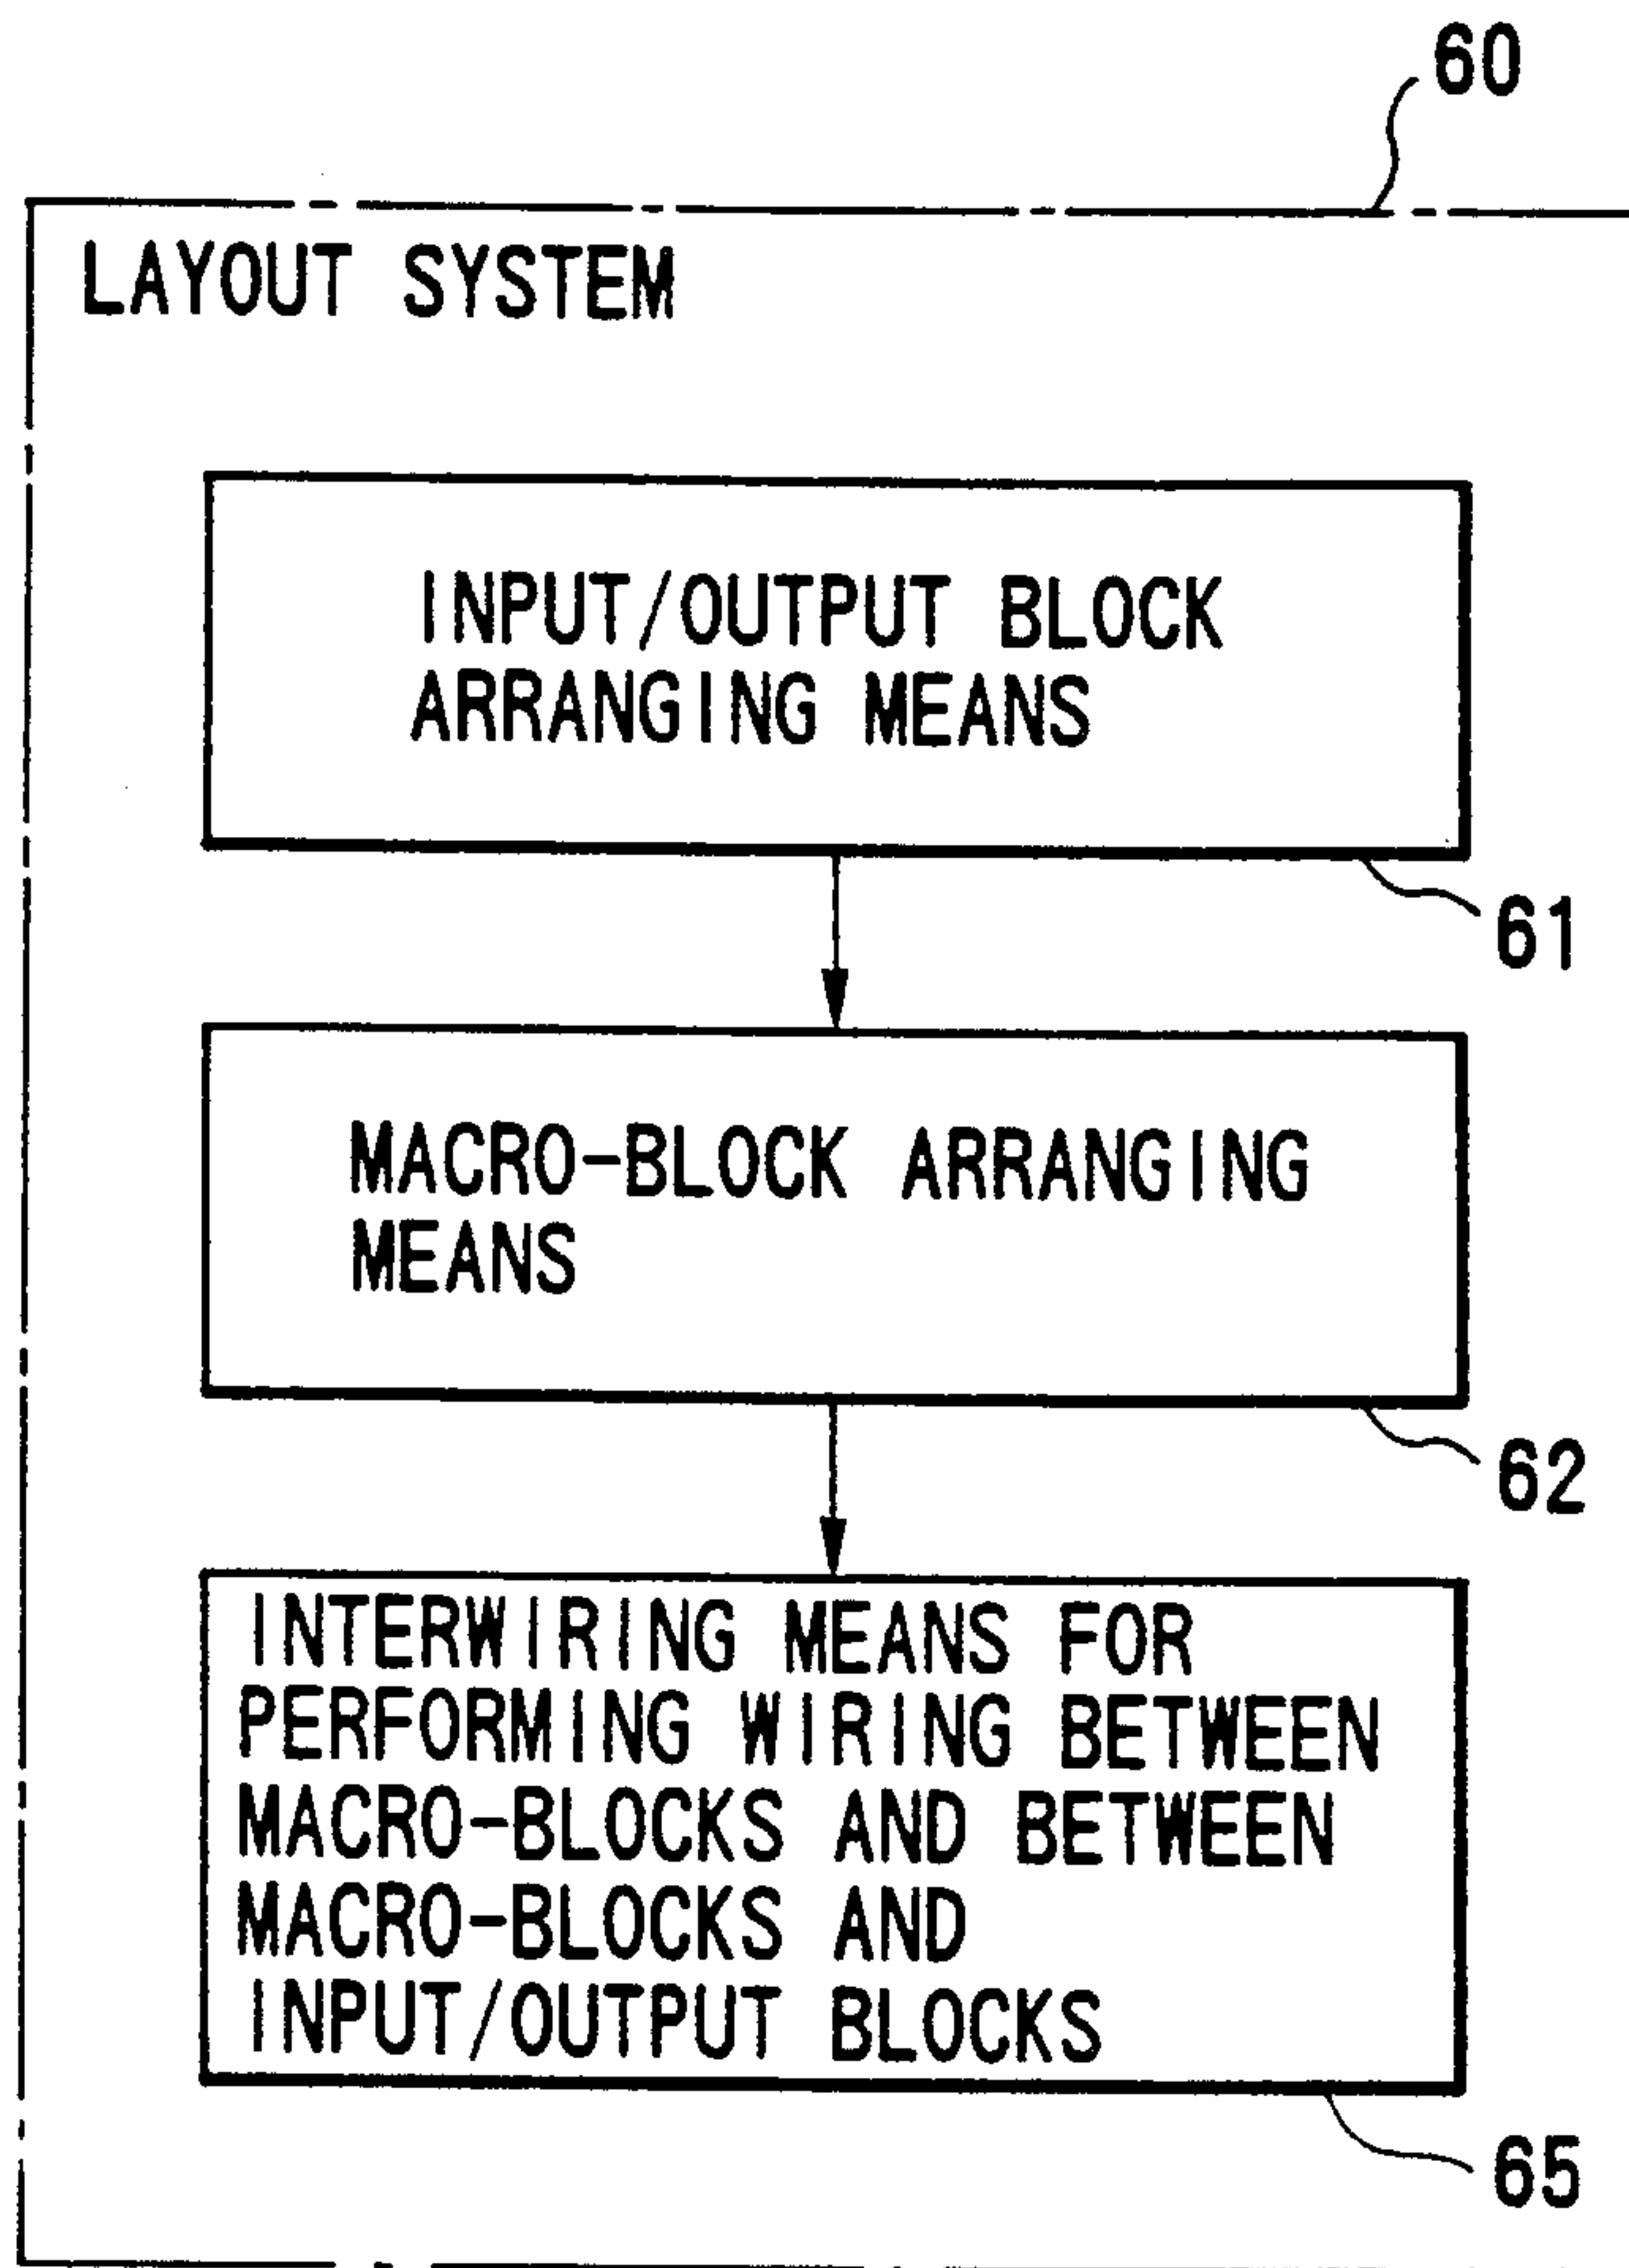 60
LAYOUT SYSTEM
INPUT/OUTPUT BLOCK
ARRANGING MEANS
61
MACRO-BLOCK ARRANGING
MEANS
62
INTERWIRING MEANS FOR
PERFORMING WIRING BETWEEN
MACRO-BLOCKS AND BETWEEN
MACRO-BLOCKS AND
INPUT/OUTPUT BLOCKS
65